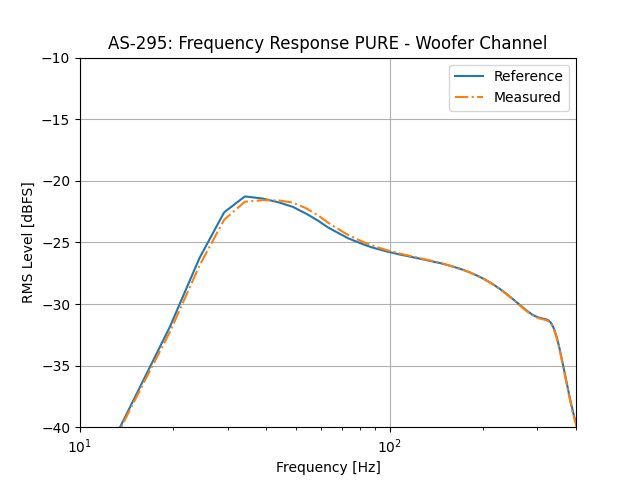 AS-295: Frequency Response PURE - Woofer Channel
Reference
Measured
RMS Level [dBFS]
−10
−15
−20
−25
−30
−35
−40
10¹
10²
Frequency [Hz]